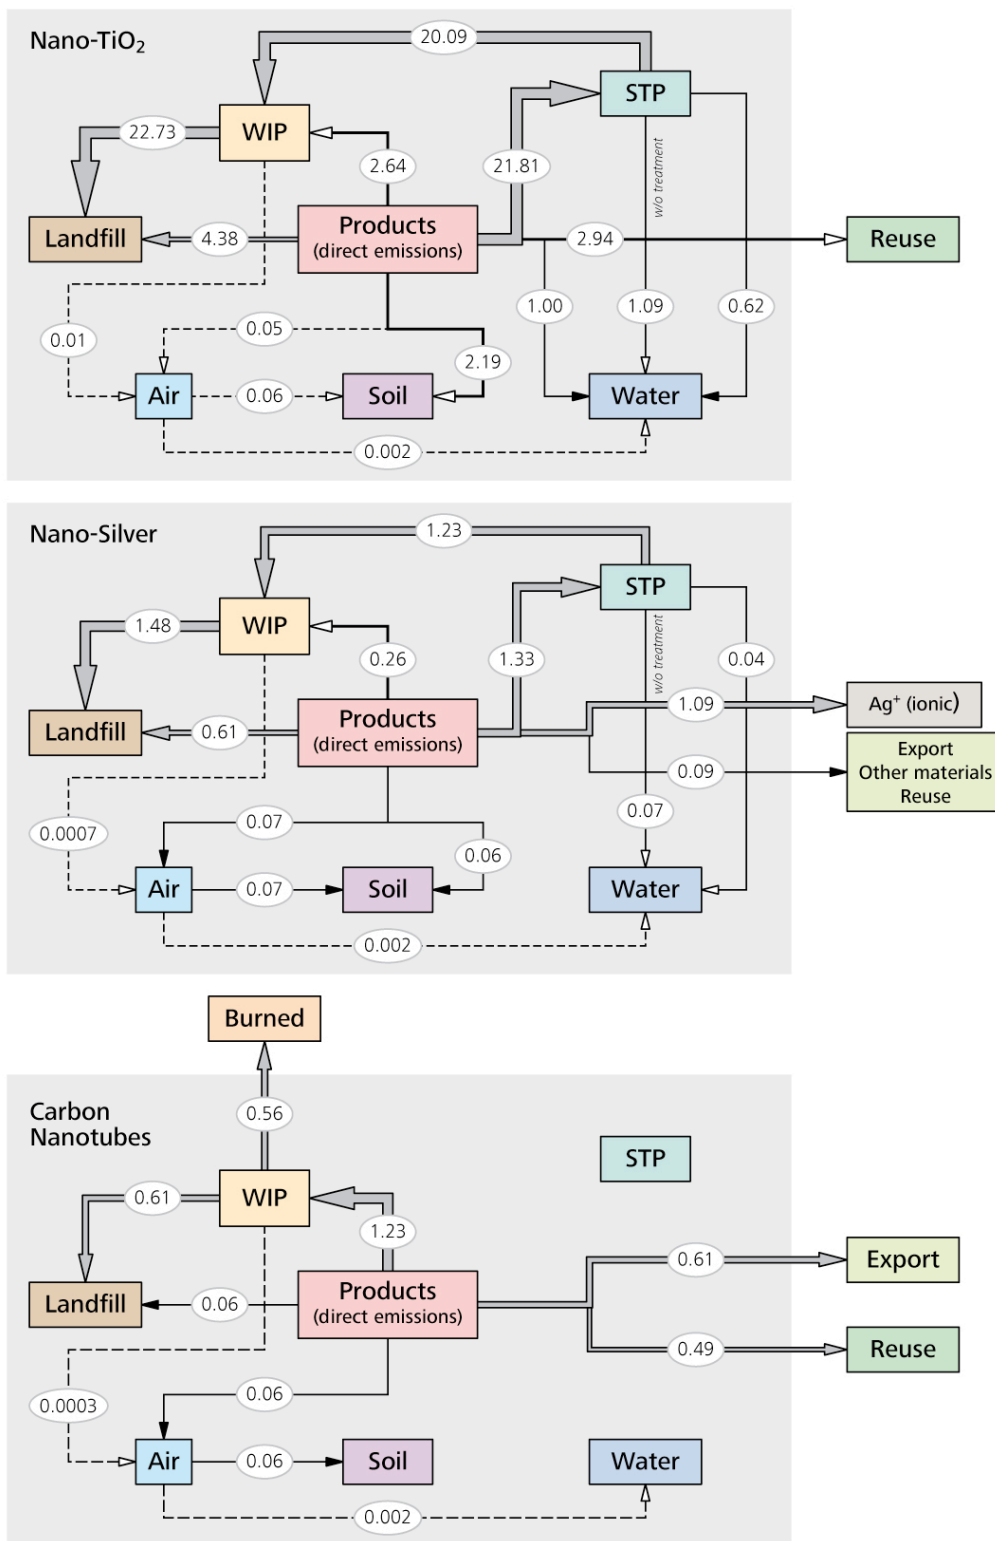 Nano-TiO₂
20.09
STP
WIP
22.73
2.64
21.81
w/o treatment
Landfill
4.38
Products
(direct emissions)
2.94
Reuse
1.00
1.09
0.62
0.01
0.05
2.19
Air
0.06
Soil
Water
0.002
Nano-Silver
1.23
STP
WIP
1.48
0.26
1.33
w/o treatment
0.04
Landfill
0.61
Products
(direct emissions)
1.09
Ag⁺ (ionic)
0.09
Export
Other materials
Reuse
0.07
0.0007
0.07
0.06
Air
0.07
Soil
Water
0.002
Burned
0.56
Carbon
Nanotubes
STP
WIP
0.61
1.23
Landfill
0.06
Products
(direct emissions)
0.61
Export
0.49
Reuse
0.0003
0.06
Air
0.06
Soil
Water
0.002